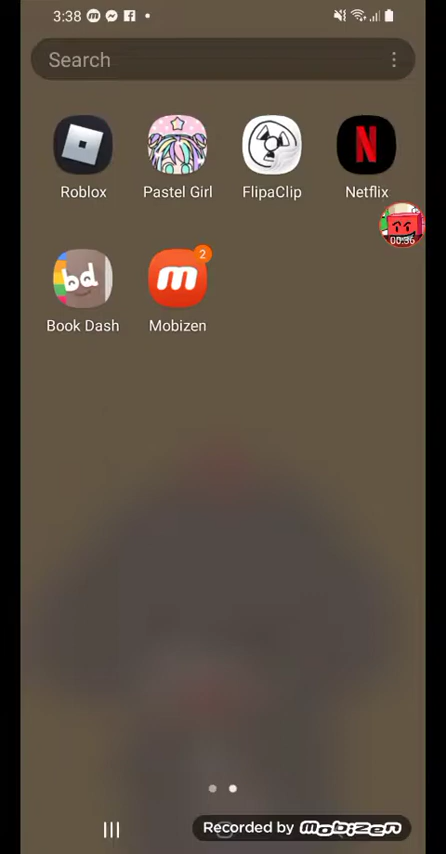 3:38
Search
Roblox
Pastel Girl
FlipaClip
Netflix
00:36
bd
Book Dash
2
Mobizen
Recorded by mobizen